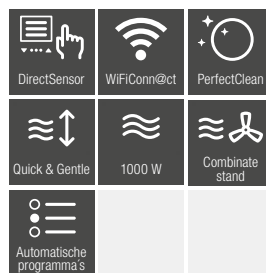 DirectSensor
WiFiConn@ct
PerfectClean
Quick & Gentle
1000 W
Combinate
stand
Automatische
programma´s